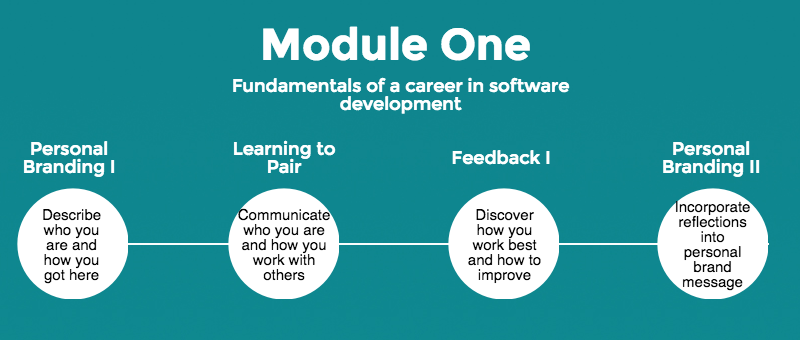 Module One
Fundamentals of a career in software
development
Personal
Branding I
Describe
who you
are and
how you
got here
Learning to
Pair
Communicate
who you are
and how you
work with
others
Feedback I
Discover
how you
work best
and how to
improve
Personal
Branding II
Incorporate
reflections
into
personal
brand
message